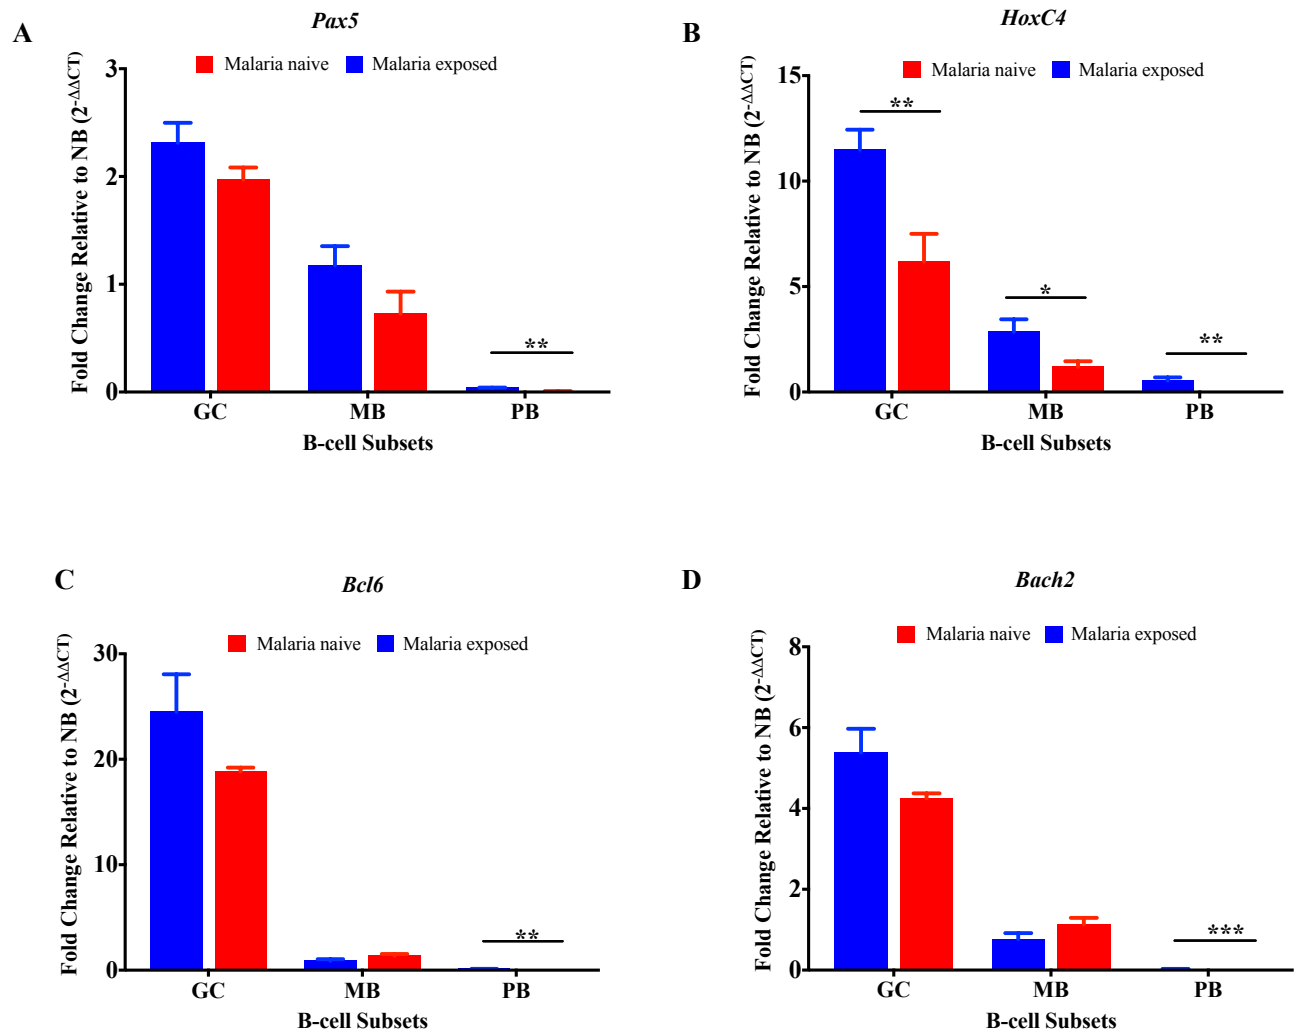 A
Pax5
Malaria naive Malaria exposed
Fold Change Relative to NB (2-ΔΔCT)
3
2
1
0
**
GC MB PB
B-cell Subsets
B
HoxC4
Malaria naive Malaria exposed
Fold Change Relative to NB (2-ΔΔCT)
15
10
5
0
**
*
**
GC MB PB
B-cell Subsets
C
Bcl6
Malaria naive Malaria exposed
Fold Change Relative to NB (2-ΔΔCT)
30
20
10
0
**
GC MB PB
B-cell Subsets
D
Bach2
Malaria naive Malaria exposed
Fold Change Relative to NB (2-ΔΔCT)
8
6
4
2
0
***
GC MB PB
B-cell Subsets